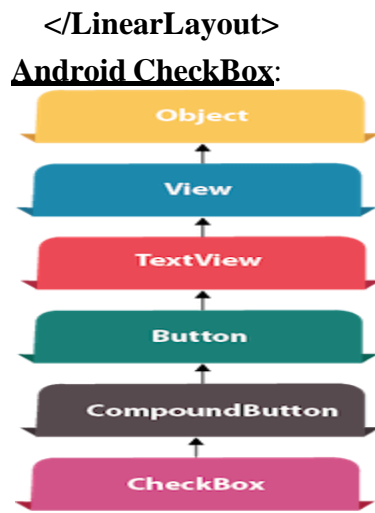 </LinearLayout>
Android CheckBox:
Object
View
TextView
Button
CompoundButton
CheckBox